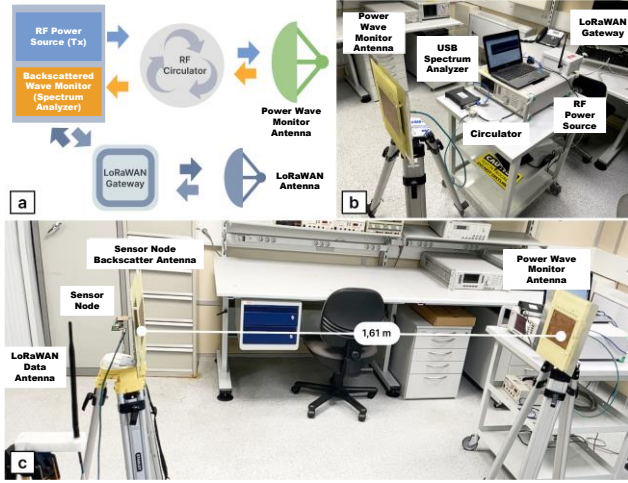 RF Power
Source (Tx)
Backscattered
Wave Monitor
(Spectrum
Analyzer)
RF
Circulator
Power Wave
Monitor
Antenna
LoRaWAN
Gateway
LoRaWAN
Antenna
a
Power
Wave
Monitor
Antenna
USB
Spectrum
Analyzer
LoRaWAN
Gateway
RF
Power
Source
Circulator
CAUTION
b
Sensor Node
Backscatter Antenna
Power Wave
Monitor
Antenna
Sensor
Node
1,61 m
LoRaWAN
Data
Antenna
c